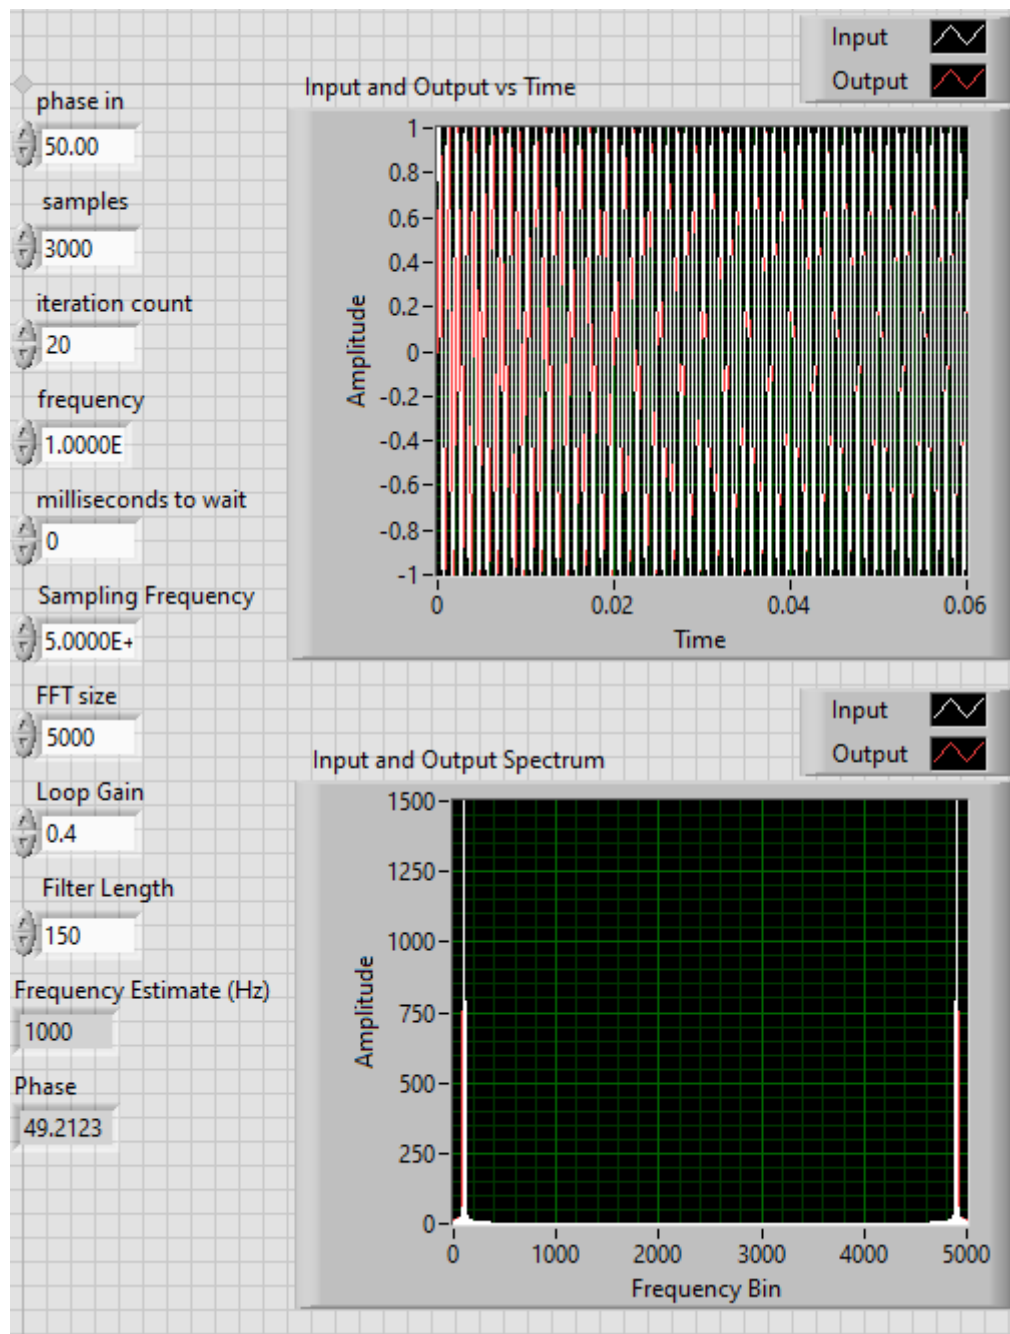 phase in
50.00
samples
3000
iteration count
20
frequency
1.0000E
milliseconds to wait
0
Sampling Frequency
5.0000E+
FFT size
5000
Loop Gain
0.4
Filter Length
150
Frequency Estimate (Hz)
1000
Phase
49.2123
Input
Output
Input and Output vs Time
Amplitude
1
0.8
0.6
0.4
0.2
0
-0.2
-0.4
-0.6
-0.8
-1
0 0.02 0.04 0.06
Time
Input
Output
Input and Output Spectrum
Amplitude
1500
1250
1000
750
500
250
0
0 1000 2000 3000 4000 5000
Frequency Bin